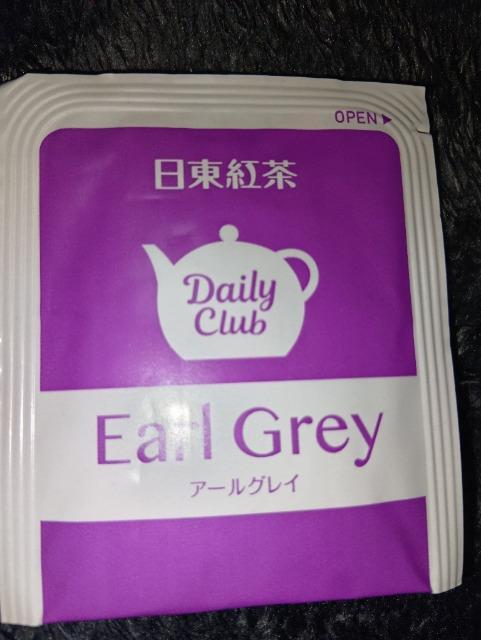 OPEN ▶
日東紅茶
Daily
Club
Earl Grey
アールグレイ